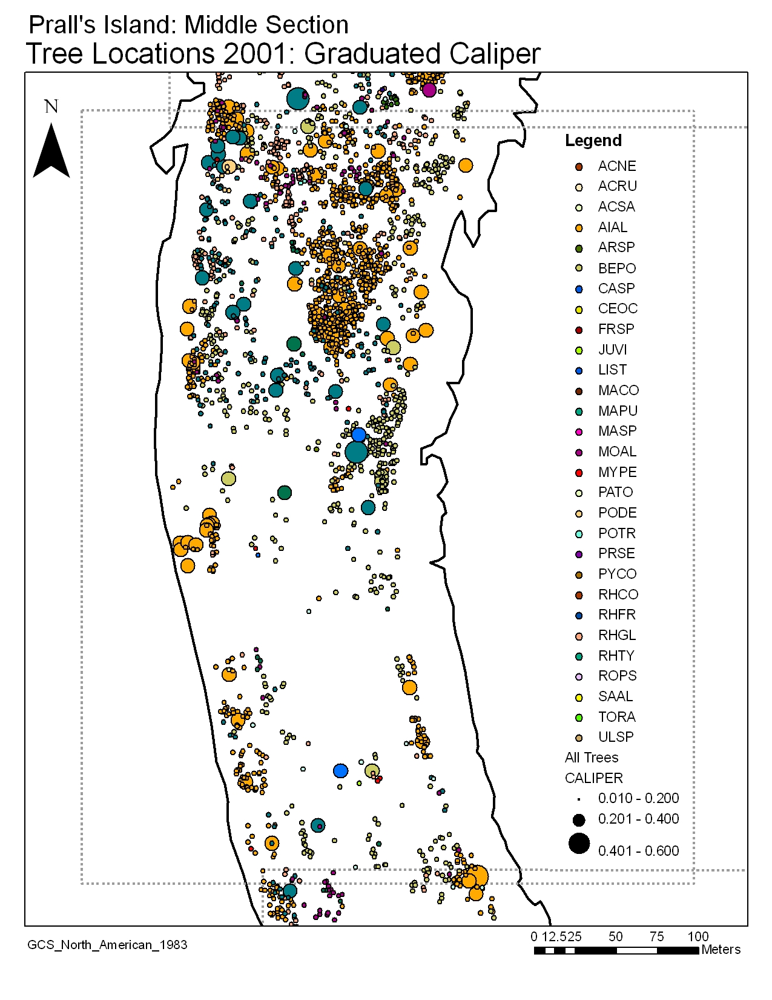 Prall's Island: Middle Section
Tree Locations 2001: Graduated Caliper
N
Legend
ACNE
ACRU
ACSA
AIAL
ARSP
BEPO
CASP
CEOC
FRSP
JUVI
LIST
MACO
MAPU
MASP
MOAL
MYPE
PATO
PODE
POTR
PRSE
PYCO
RHCO
RHFR
RHGL
RHTY
ROPS
SAAL
TORA
ULSP
All Trees
CALIPER
0.010 - 0.200
0.201 - 0.400
0.401 - 0.600
GCS_North_American_1983
0 12.525 50 75 100
Meters